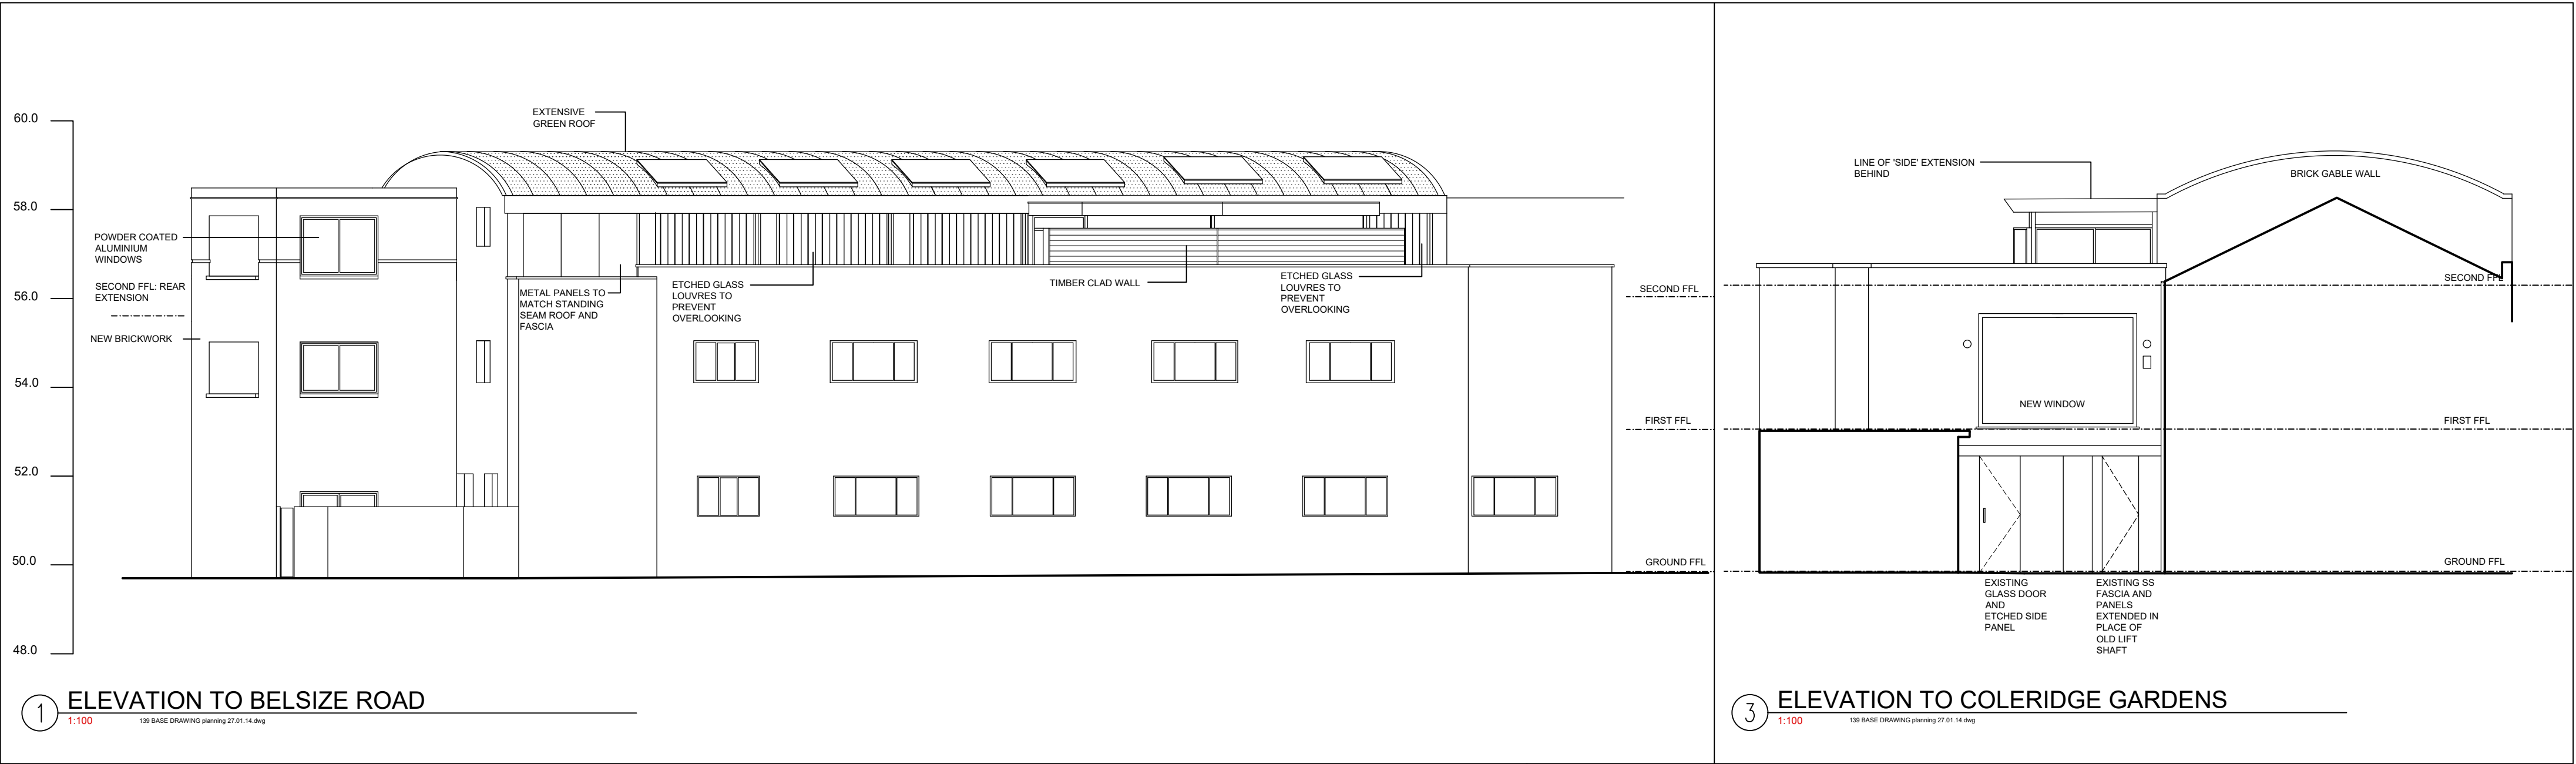 60.0
58.0
56.0
54.0
52.0
50.0
48.0
EXTENSIVE
GREEN ROOF
POWDER COATED
ALUMINIUM
WINDOWS
SECOND FFL: REAR
EXTENSION
NEW BRICKWORK
METAL PANELS TO
MATCH STANDING
SEAM ROOF AND
FASCIA
ETCHED GLASS
LOUVRES TO
PREVENT
OVERLOOKING
TIMBER CLAD WALL
ETCHED GLASS
LOUVRES TO
PREVENT
OVERLOOKING
SECOND FFL
FIRST FFL
GROUND FFL
1
ELEVATION TO BELSIZE ROAD
1:100
139 BASE DRAWING planning 27.01.14.dwg
LINE OF 'SIDE' EXTENSION
BEHIND
BRICK GABLE WALL
SECOND FFL
NEW WINDOW
FIRST FFL
GROUND FFL
EXISTING
GLASS DOOR
AND
ETCHED SIDE
PANEL
EXISTING SS
FASCIA AND
PANELS
EXTENDED IN
PLACE OF
OLD LIFT
SHAFT
3
ELEVATION TO COLERIDGE GARDENS
1:100
139 BASE DRAWING planning 27.01.14.dwg